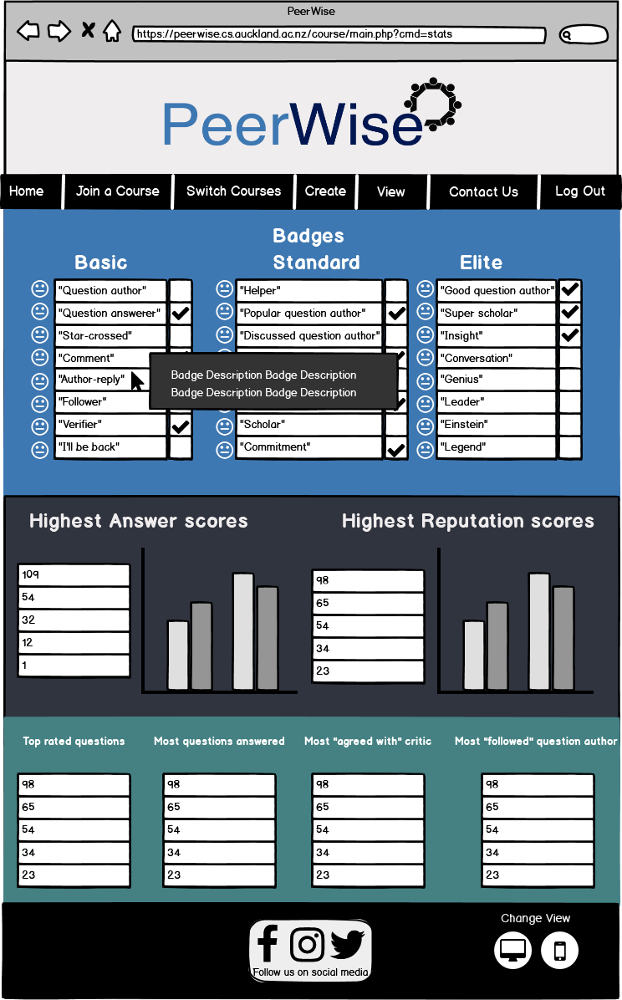 PeerWise
https://peerwise.cs.auckland.ac.nz/course/main.php?cmd=stats
PeerWise
Home Join a Course Switch Courses Create View Contact Us Log Out
Badges
Basic Standard Elite
"Question author" "Helper" "Good question author"
"Question answerer" "Popular question author" "Super scholar"
"Star-crossed" "Discussed question author" "Insight"
"Comment" "Conversation"
"Author-reply" "Genius"
Badge Description Badge Description
Badge Description Badge Description
"Follower" "Leader"
"Verifier" "Scholar" "Einstein"
"I'll be back" "Commitment" "Legend"
Highest Answer scores
109
54
32
12
1
Highest Reputation scores
98
65
54
34
23
Top rated questions
98
65
54
34
23
Most questions answered
98
65
54
34
23
Most "agreed with" critic
98
65
54
34
23
Most "followed" question author
98
65
54
34
23
Follow us on social media
Change View